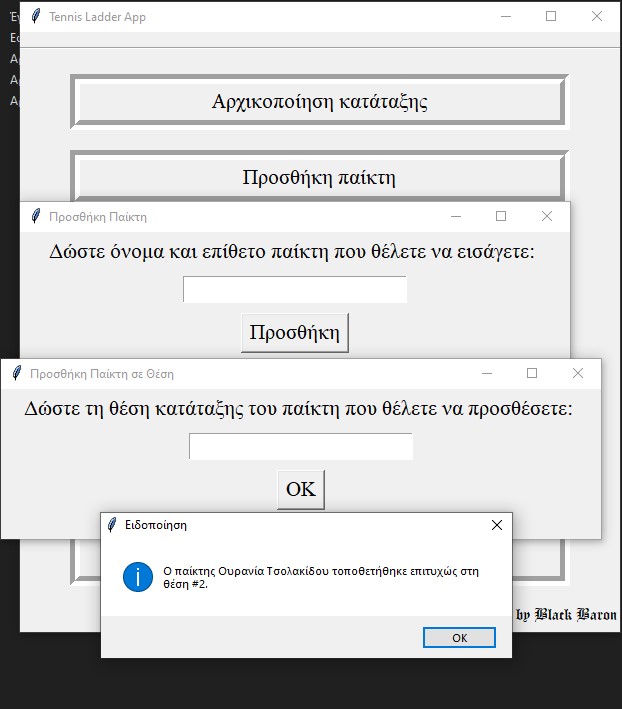 Tennis Ladder App
Αρχικοποίηση κατάταξης
Προσθήκη παίκτη
Προσθήκη Παίκτη
Δώστε όνομα και επίθετο παίκτη που θέλετε να εισάγετε:
Προσθήκη
Προσθήκη Παίκτη σε Θέση
Δώστε τη θέση κατάταξης του παίκτη που θέλετε να προσθέσετε:
OK
Ειδοποίηση
Ο παίκτης Ουρανία Τσολακίδου τοποθετήθηκε επιτυχώς στη
θέση #2.
OK
by Black Baron